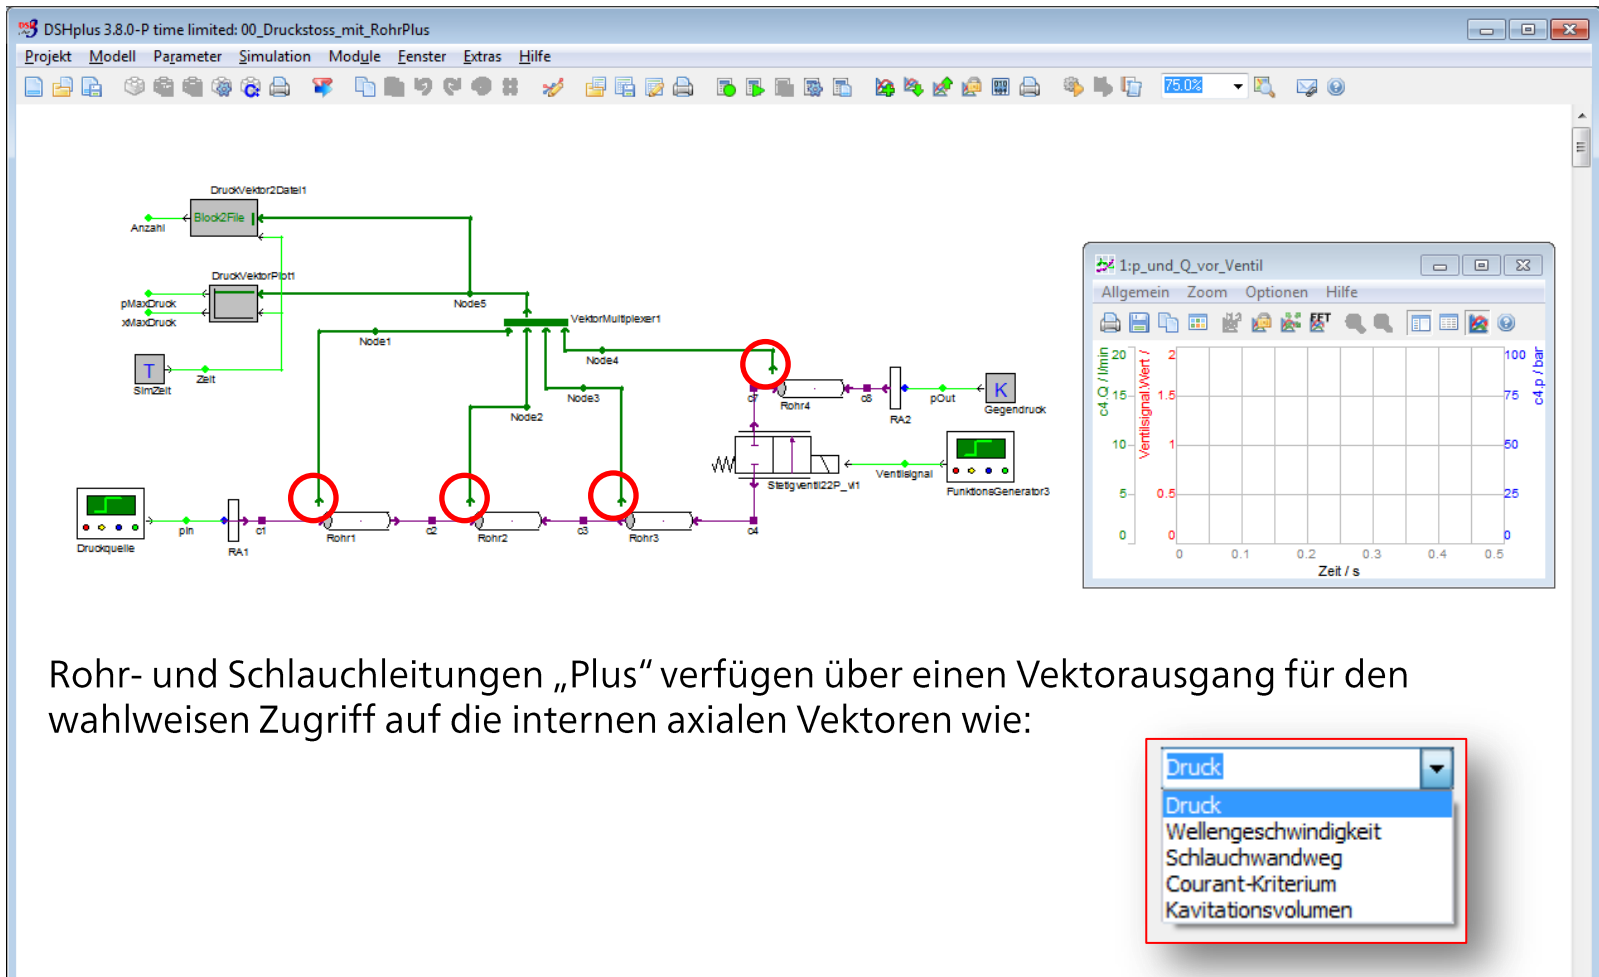 DSHplus 3.8.0-P time limited: 00_Druckstoss_mit_RohrPlus
Projekt Modell Parameter Simulation Module Fenster Extras Hilfe
75.0%
DruckVektor2Datei1
Block2File
Anzahl
DruckVektorPlot1
pMaxDruck
xMaxDruck
Node5
VektorMultiplexer1
Node1
Node4
T
Zeit
SimZeit
Node3
Node2
c7
Rohr4
c8
RA2
pOut
K
Gegendruck
Ventilsignal
Stetigventil22P_vl1
FunktionsGenerator3
Druckquelle
pIn
RA1
c1
Rohr1
c2
Rohr2
c3
Rohr3
c4
1:p_und_Q_vor_Ventil
Allgemein Zoom Optionen Hilfe
FFT
c4.Q / l/min
20
15
10
5
0
Ventilsignal.Wert /
2
1.5
1
0.5
0
100
75
50
25
0
c4.p / bar
0 0.1 0.2 0.3 0.4 0.5
Zeit / s
Rohr- und Schlauchleitungen „Plus“ verfügen über einen Vektorausgang für den
wahlweisen Zugriff auf die internen axialen Vektoren wie:
Druck
Druck
Wellengeschwindigkeit
Schlauchwandweg
Courant-Kriterium
Kavitationsvolumen